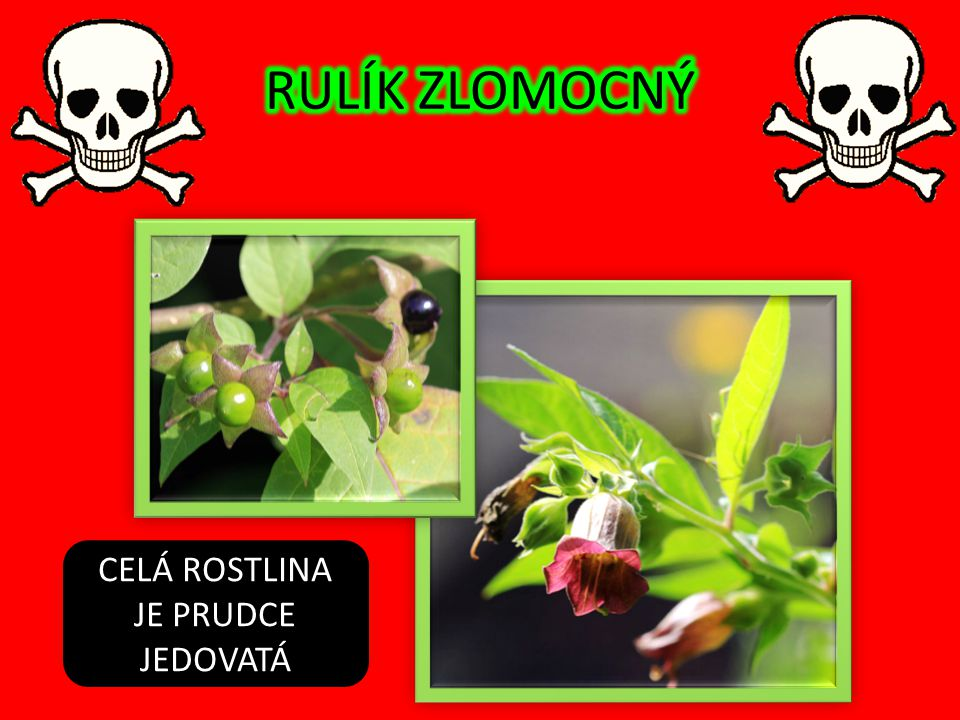 RULÍK ZLOMOCNÝ
CELÁ ROSTLINA
JE PRUDCE
JEDOVATÁ